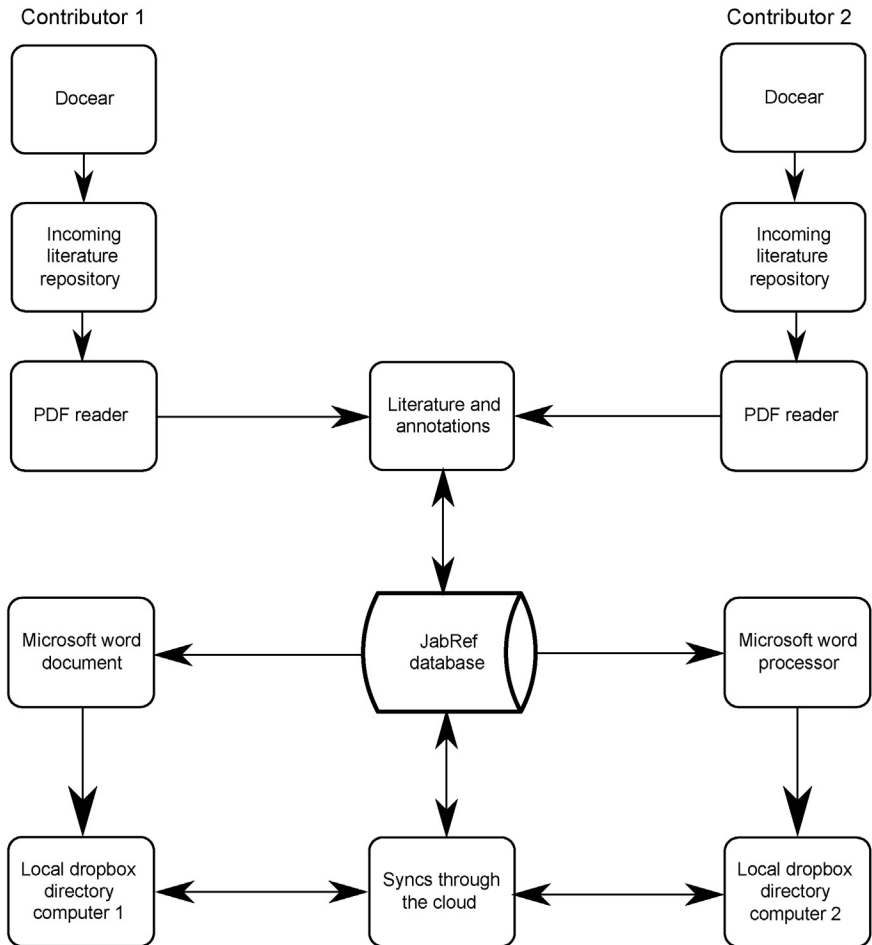 Contributor 1
Contributor 2
Docear
Docear
Incoming
literature
repository
Incoming
literature
repository
PDF reader
Literature and
annotations
PDF reader
Microsoft word
document
JabRef
database
Microsoft word
processor
Local dropbox
directory
computer 1
Syncs through
the cloud
Local dropbox
directory
computer 2